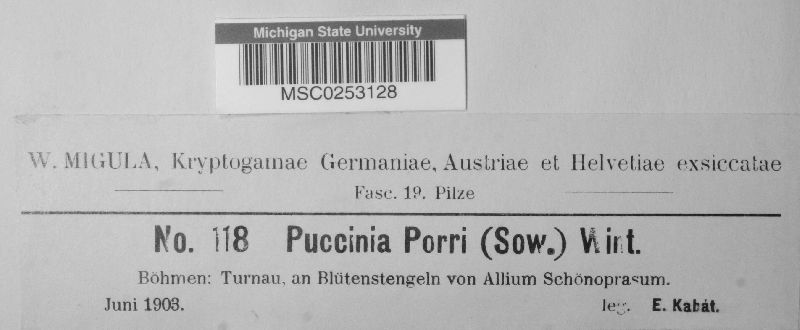 Michigan State University
MSC0253128
W. MIGULA, Kryptogamae Germaniae, Austriae et Helvetiae exsiccatae
Fasc. 19. Pilze
No. 118 Puccinia Porri (Sow.) Wint.
Böhmen: Turnau, an Blütenstengeln von Allium Schönoprasum.
Juni 1903.
leg. E. Kabát.